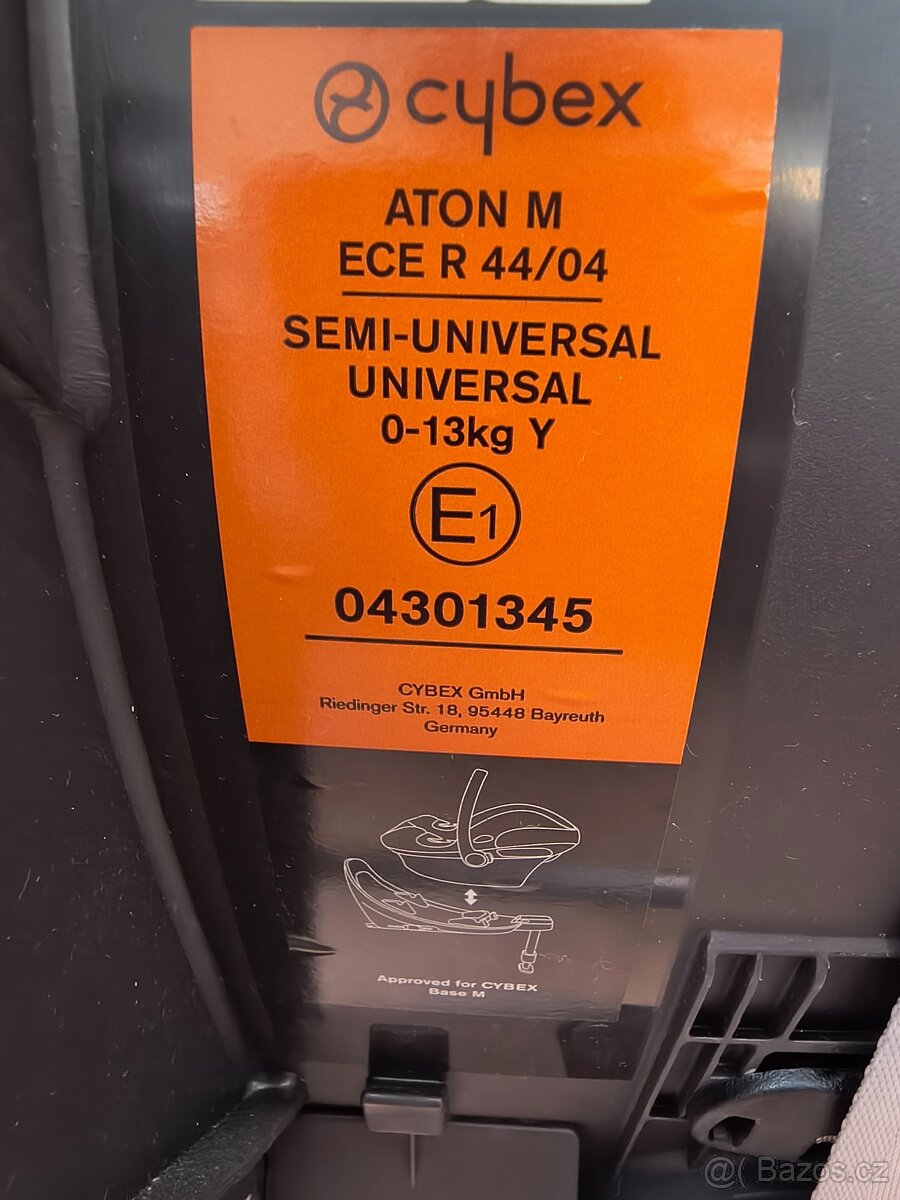 cybex
ATON M
ECE R 44/04
SEMI-UNIVERSAL
UNIVERSAL
0-13kg Y
E1
04301345
CYBEX GmbH
Riedinger Str. 18, 95448 Bayreuth
Germany
Approved for CYBEX
Base M
@( Bazos.cz